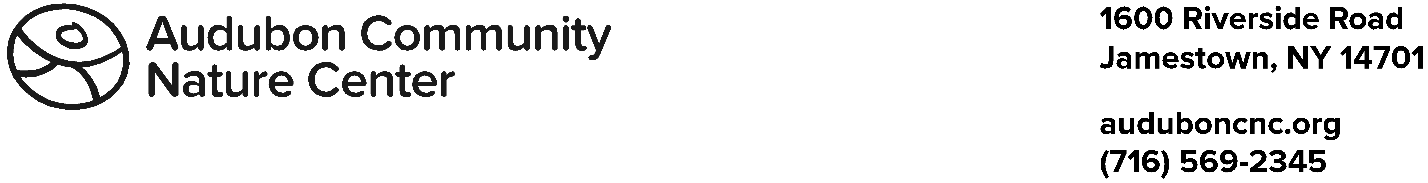 Audubon Community
Nature Center
1600 Riverside Road
Jamestown, NY 14701
auduboncnc.org
(716) 569-2345